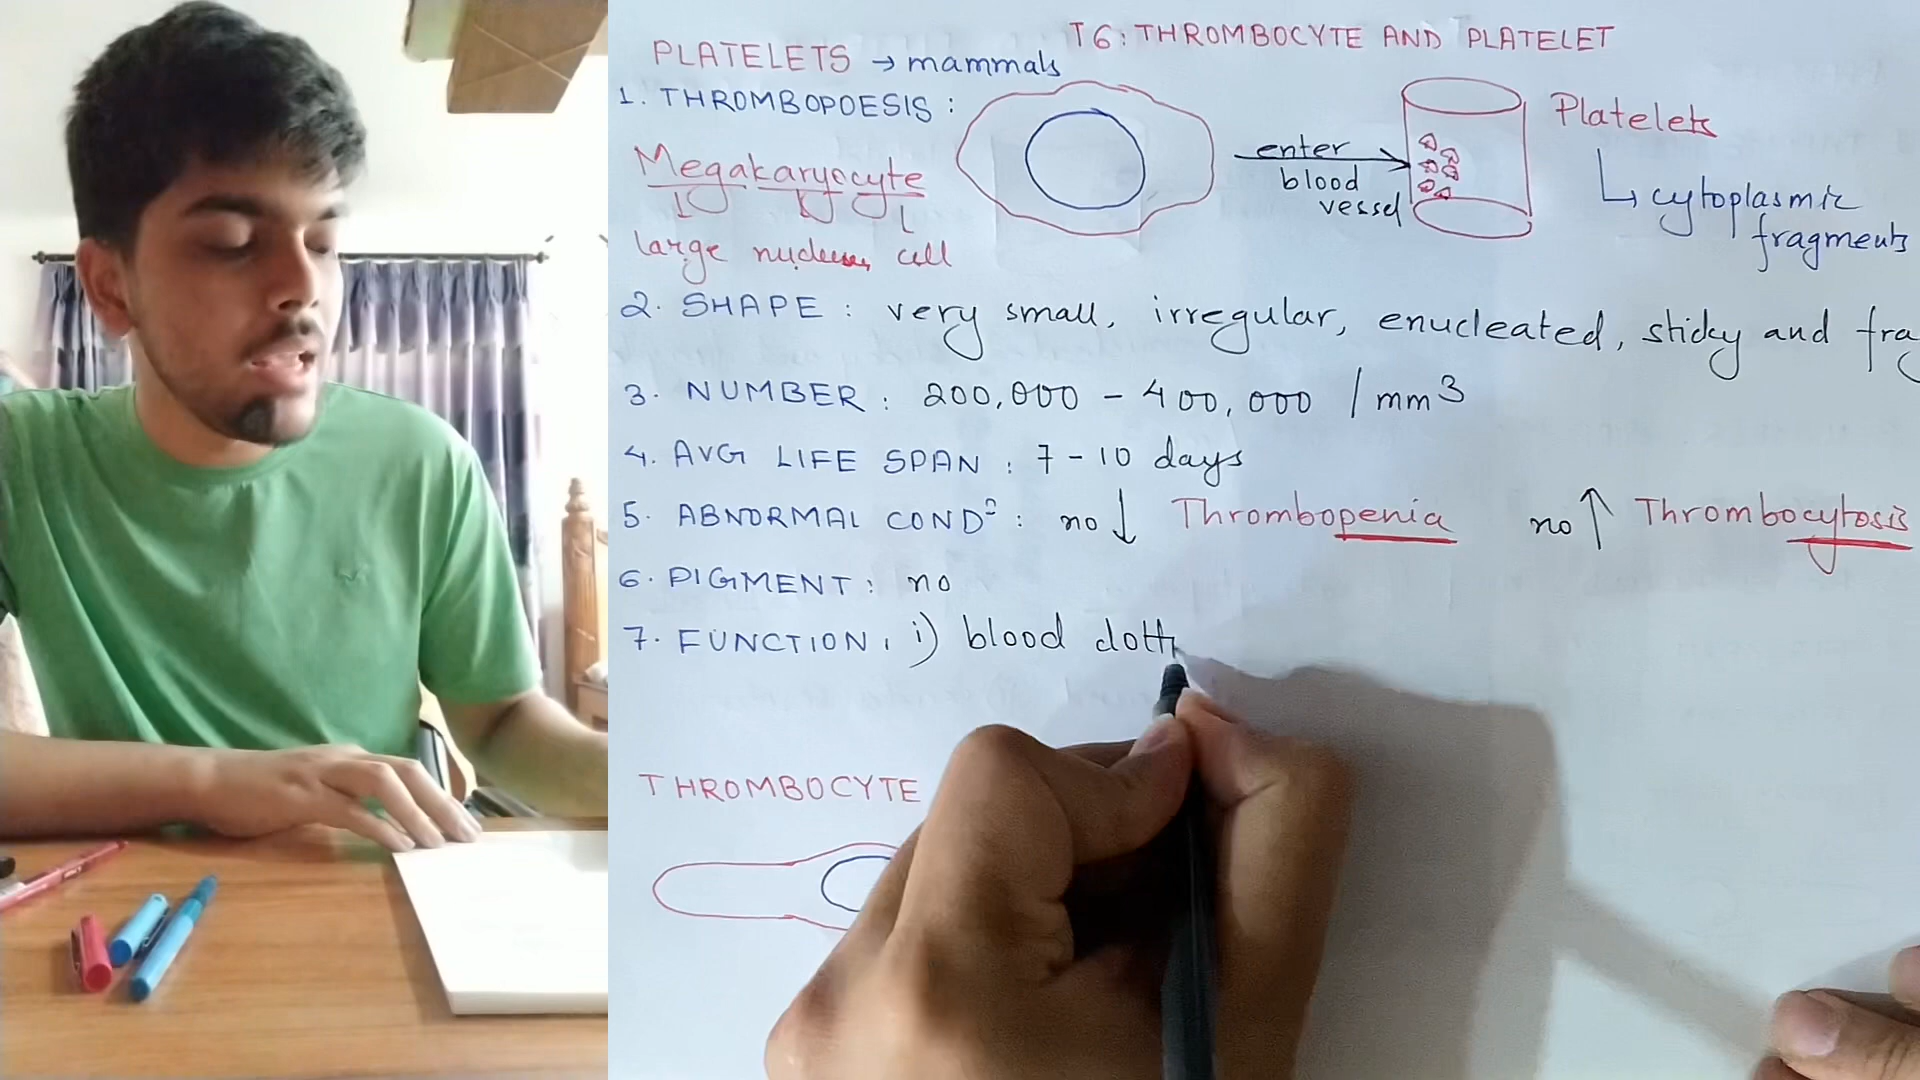 T6: THROMBOCYTE AND PLATELET
PLATELETS → mammals
1. THROMBOPOESIS:
Megakaryocyte
large nucleus cell
enter
blood
vessel
Platelets
cytoplasmic
fragments
2. SHAPE: very small, irregular, enucleated, sticky and frag
3. NUMBER: 200,000 - 400,000 / mm³
4. AVG LIFE SPAN: 7-10 days
5. ABNORMAL CONDⁿ: no ↓ Thrombopenia no ↑ Thrombocytosis
6. PIGMENT: no
7. FUNCTION: i) blood clott
THROMBOCYTE